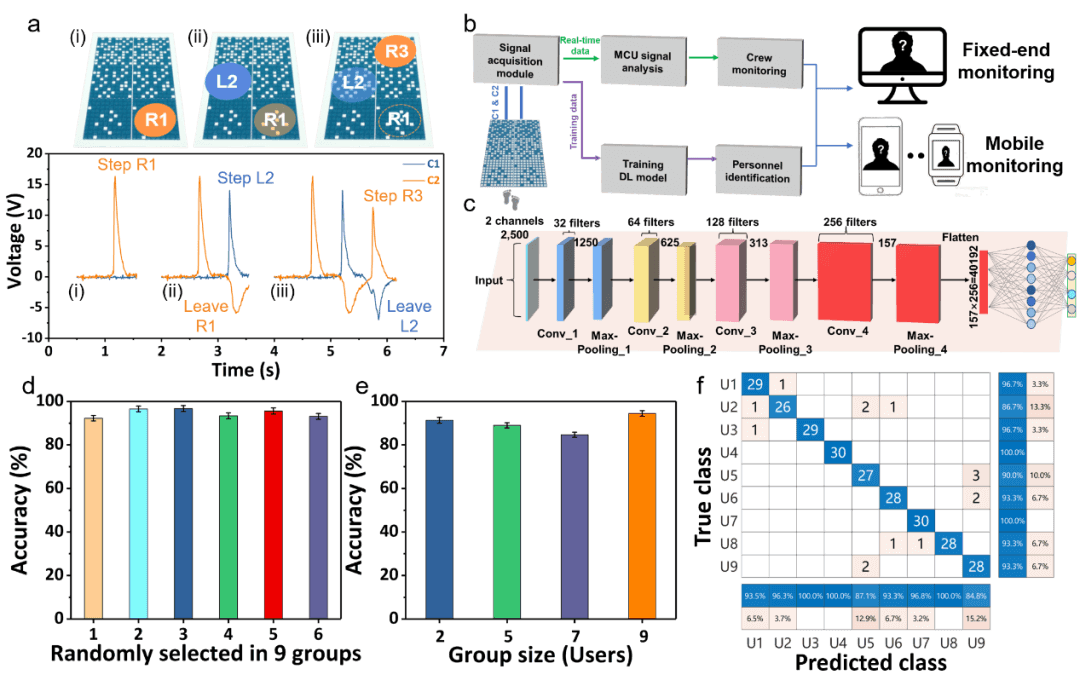 a
(i)
(ii)
(iii)
R1
L2
R1
L2
R3
R1
20
15
10
5
0
-5
-10
Voltage (V)
Step R1
Step L2
Step R3
C1
C2
(i)
(ii)
(iii)
Leave
R1
Leave
L2
0
1
2
3
4
5
6
7
Time (s)
b
Signal
acquisition
module
Real-time
data
MCU signal
analysis
Crew
monitoring
C1 & C2
Training data
Training
DL model
Personnel
identification
?
Fixed-end
monitoring
?
?
Mobile
monitoring
c
2 channels
2,500
Input
32 filters
1250
64 filters
625
128 filters
313
256 filters
157
Flatten
157×256=40192
Conv_1
Max-
Pooling_1
Conv_2
Max-
Pooling_2
Conv_3
Max-
Pooling_3
Conv_4
Max-
Pooling_4
d
100
80
60
40
20
0
Accuracy (%)
1
2
3
4
5
6
Randomly selected in 9 groups
e
100
80
60
40
20
0
Accuracy (%)
2
5
7
9
Group size (Users)
f
True class
U1 29 1 96.7% 3.3%
U2 1 26 2 1 86.7% 13.3%
U3 1 29 96.7% 3.3%
U4 30 100.0%
U5 27 3 90.0% 10.0%
U6 28 2 93.3% 6.7%
U7 30 100.0%
U8 1 1 28 93.3% 6.7%
U9 2 28 93.3% 6.7%
93.5% 96.3% 100.0% 100.0% 87.1% 93.3% 96.8% 100.0% 84.8%
6.5% 3.7% 12.9% 6.7% 3.2% 15.2%
U1 U2 U3 U4 U5 U6 U7 U8 U9
Predicted class